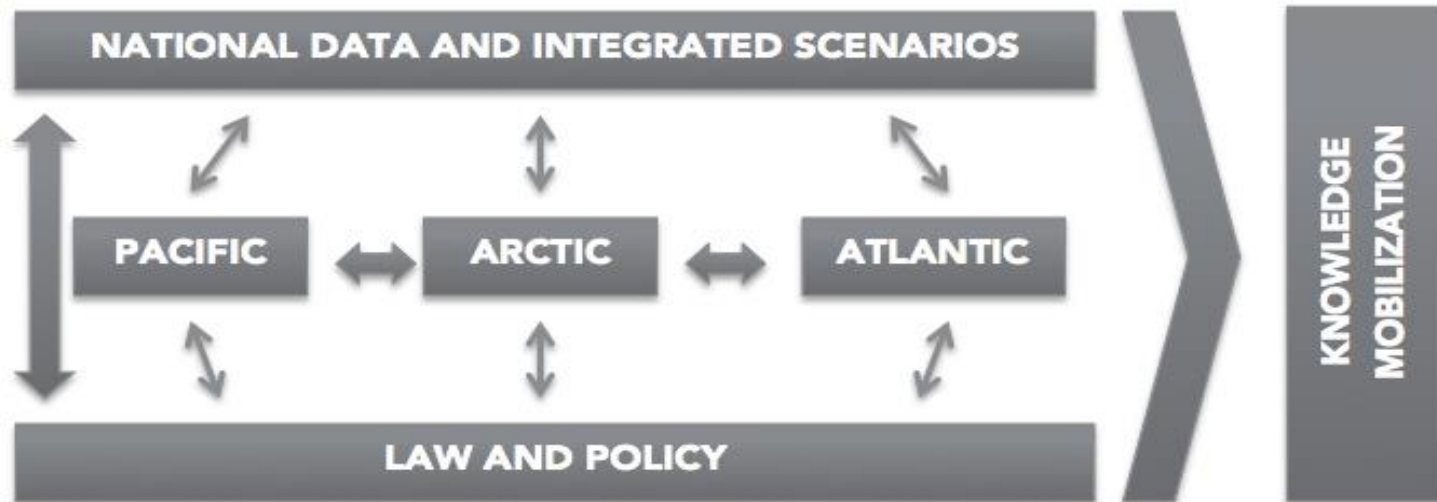 NATIONAL DATA AND INTEGRATED SCENARIOS
PACIFIC
ARCTIC
ATLANTIC
LAW AND POLICY
KNOWLEDGE
MOBILIZATION